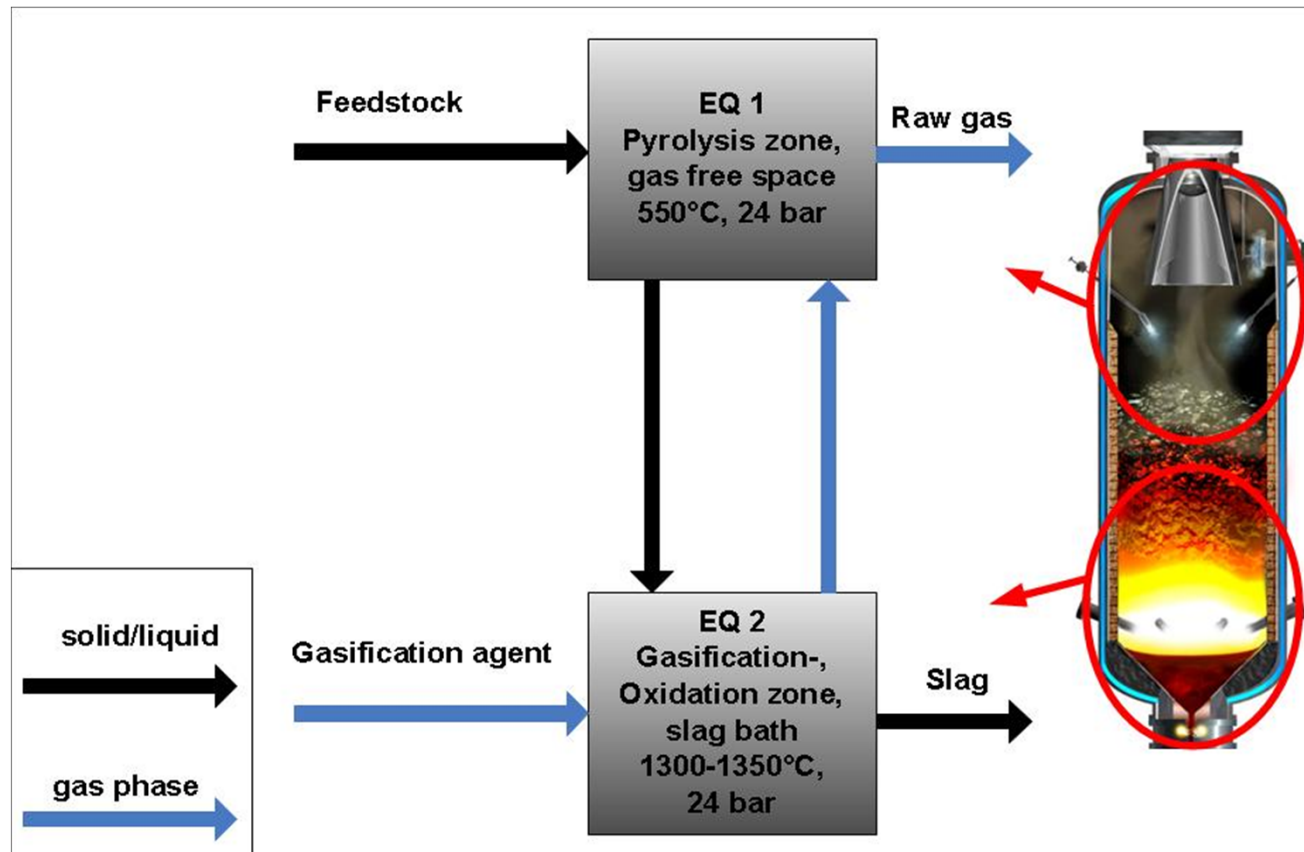 Feedstock
EQ 1
Pyrolysis zone,
gas free space
550°C, 24 bar
Raw gas
solid/liquid
gas phase
Gasification agent
EQ 2
Gasification-,
Oxidation zone,
slag bath
1300-1350°C,
24 bar
Slag